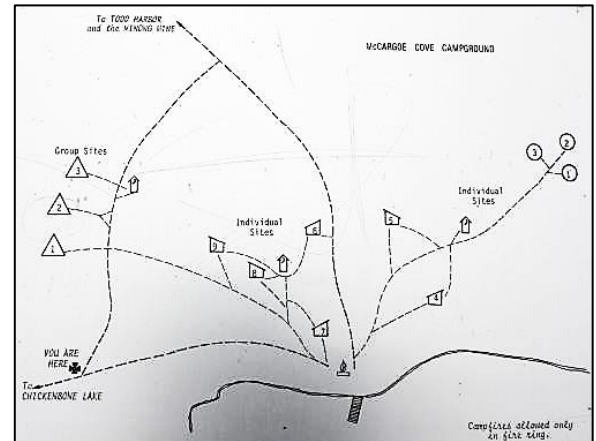 To TODD HARBOR
and the MINONG MINE
McCARGOE COVE CAMPGROUND
Group Sites
3
2
1
Individual
Sites
9
8
6
7
Individual
Sites
5
4
3
2
1
YOU ARE
HERE
To
CHICKENBONE LAKE
Campfires allowed only
in fire ring.